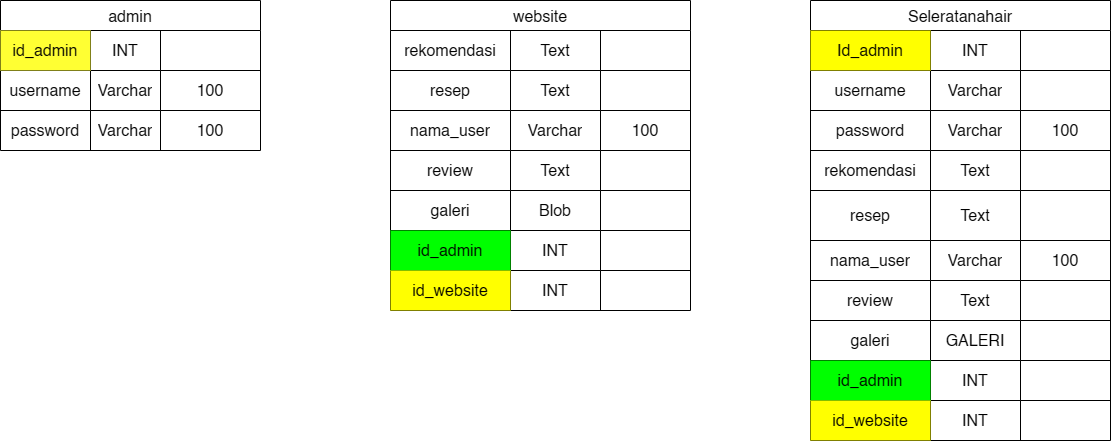 admin
id_admin INT
username Varchar 100
password Varchar 100
website
rekomendasi Text
resep Text
nama_user Varchar 100
review Text
galeri Blob
id_admin INT
id_website INT
Seleratanahair
Id_admin INT
username Varchar
password Varchar 100
rekomendasi Text
resep Text
nama_user Varchar 100
review Text
galeri GALERI
id_admin INT
id_website INT